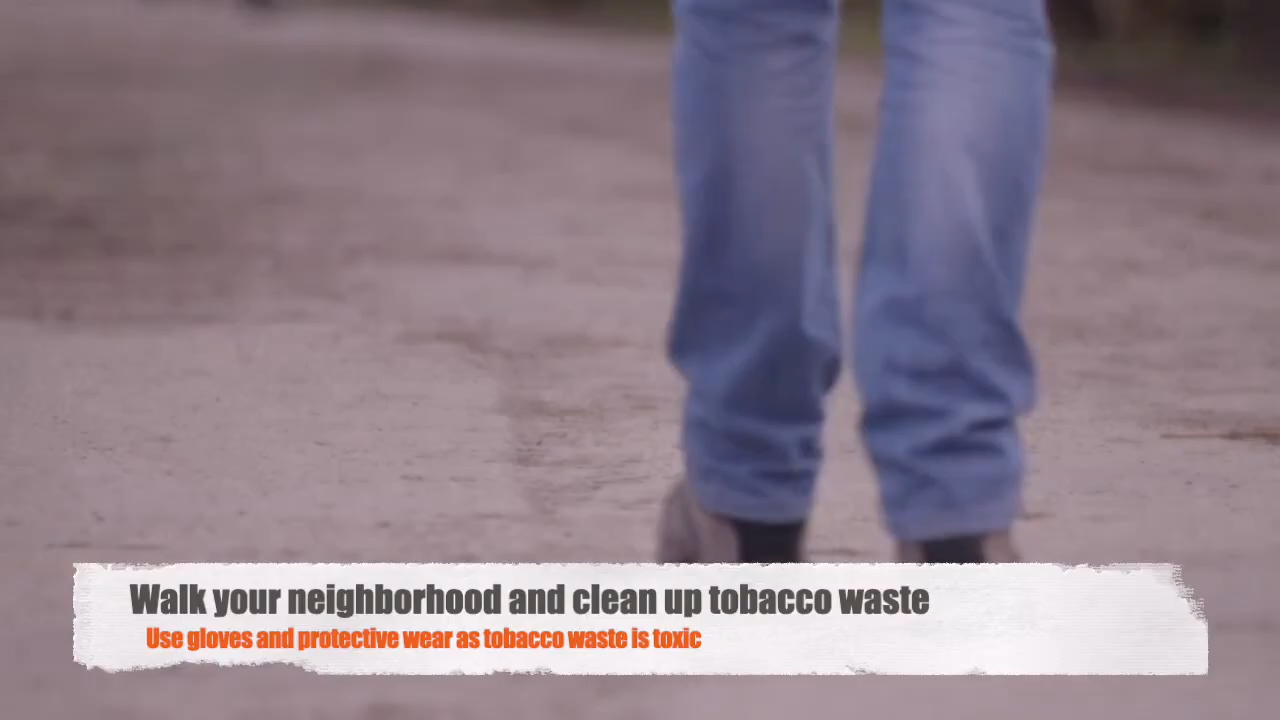 Walk your neighborhood and clean up tobacco waste
Use gloves and protective wear as tobacco waste is toxic